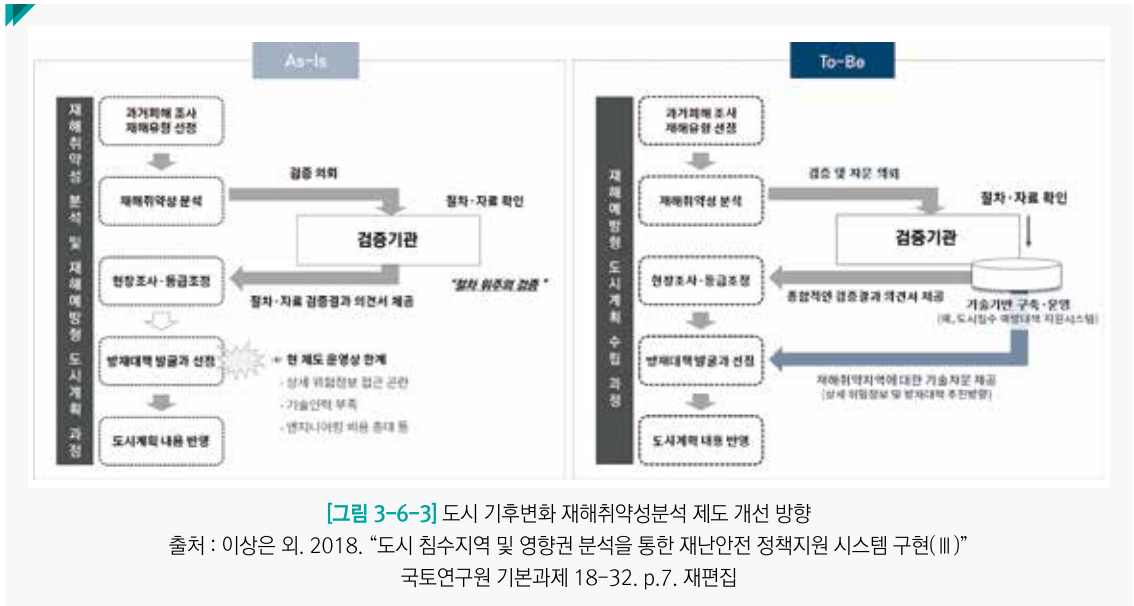 As-Is
재해취약성 분석 및 재해예방형 도시계획 과정
과거피해 조사
재해유형 선정
재해취약성 분석
현장조사·등급조정
방재대책 발굴과 선정
도시계획 내용 반영
검증 의뢰
절차·자료 확인
검증기관
"절차 위주의 검증"
절차·자료 검증결과 의견서 제공
현 제도 운영상 한계
- 상세 위험정보 접근 곤란
- 기술인력 부족
- 엔지니어링 비용 증대 등
To-Be
재해예방형 도시계획 수립 과정
과거피해 조사
재해유형 선정
재해취약성 분석
현장조사·등급조정
방재대책 발굴과 선정
도시계획 내용 반영
검증 및 자문 의뢰
절차·자료 확인
검증기관
종합적인 검증결과 의견서 제공
기술기반 구축·운영
(예, 도시침수 예방대책 지원시스템)
재해취약지역에 대한 기술자문 제공
(상세 위험정보 및 방재대책 추진방향)
[그림 3-6-3] 도시 기후변화 재해취약성분석 제도 개선 방향
출처 : 이상은 외. 2018. “도시 침수지역 및 영향권 분석을 통한 재난안전 정책지원 시스템 구현(Ⅲ)”
국토연구원 기본과제 18-32. p.7. 재편집